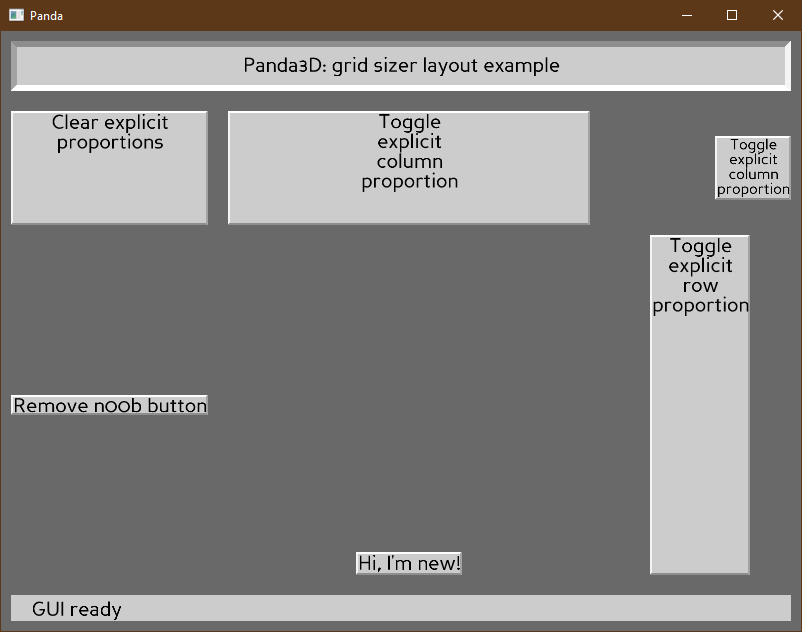 Panda
Panda3D: grid sizer layout example
Clear explicit
proportions
Toggle
explicit
column
proportion
Toggle
explicit
column
proportion
Toggle
explicit
row
proportion
Remove n00b button
Hi, I'm new!
GUI ready